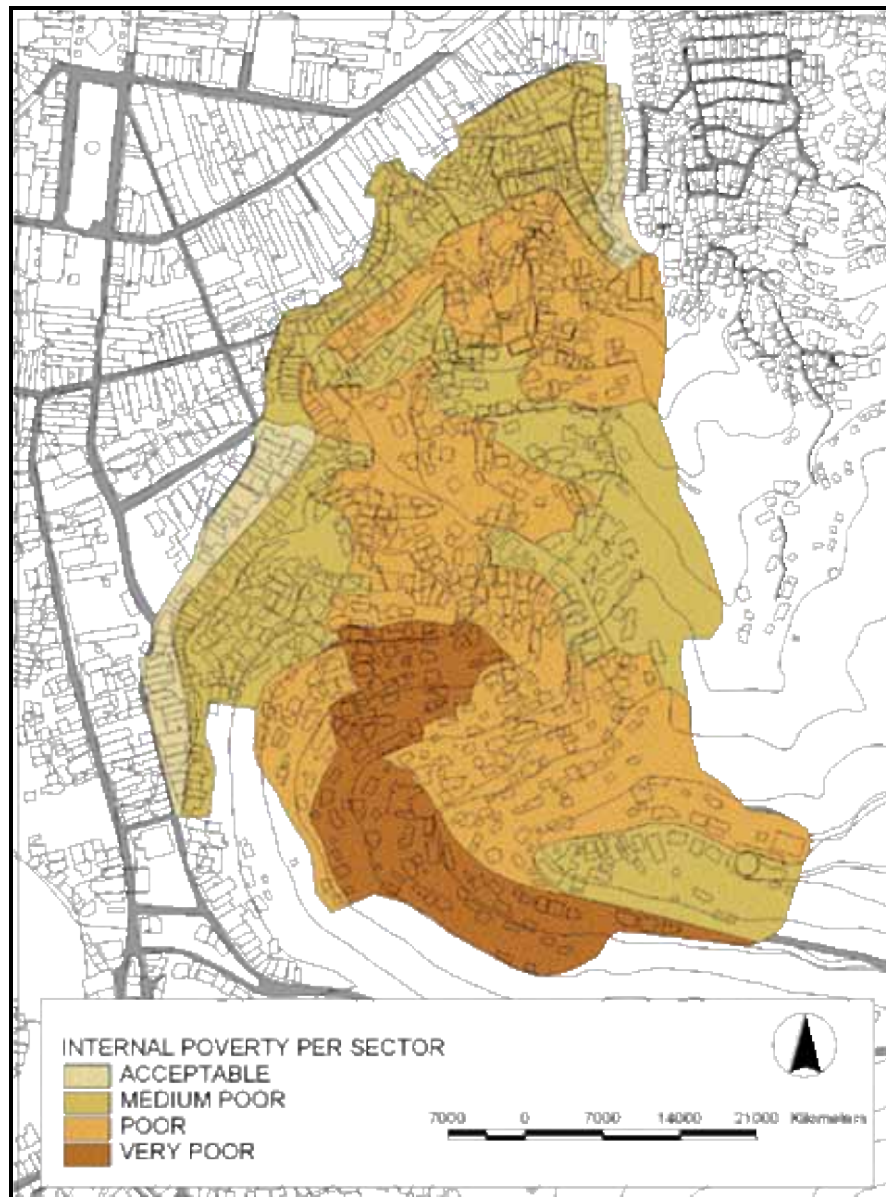 INTERNAL POVERTY PER SECTOR
ACCEPTABLE
MEDIUM POOR
POOR
VERY POOR
7000 0 7000 14000 21000 Kilometers